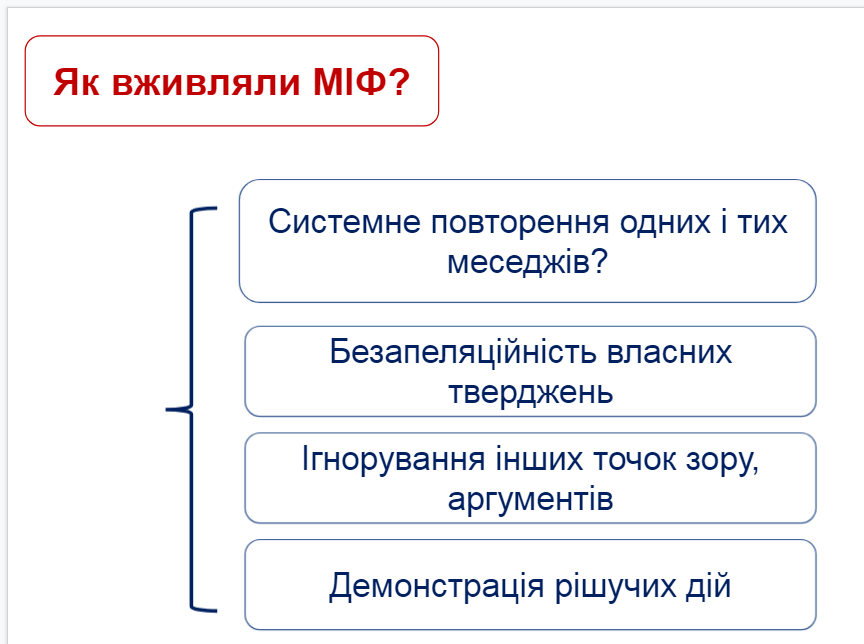 Як вживляли МІФ?
Системне повторення одних і тих
меседжів?
Безапеляційність власних
тверджень
Ігнорування інших точок зору,
аргументів
Демонстрація рішучих дій